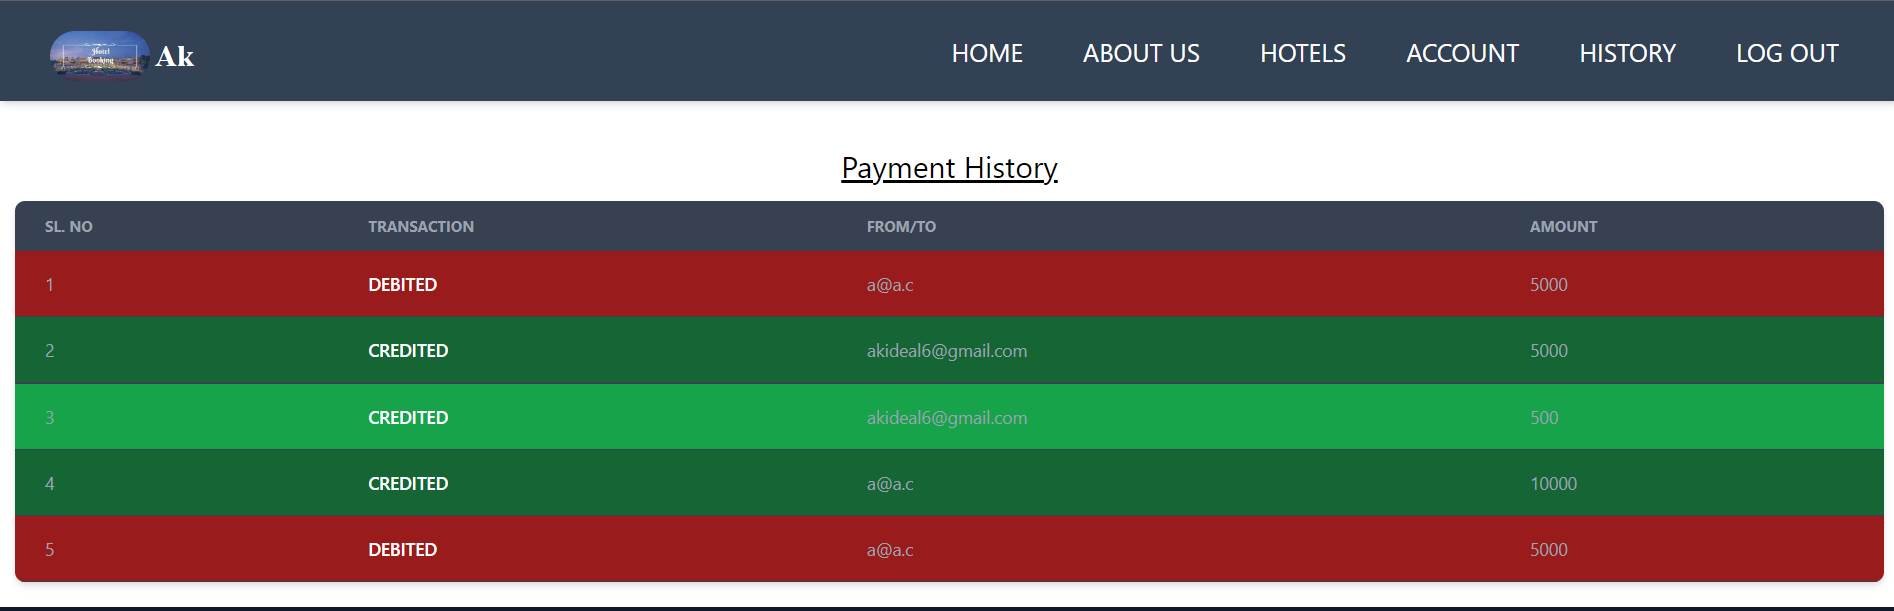 Hotel
Booking
Ak
HOME ABOUT US HOTELS ACCOUNT HISTORY LOG OUT
Payment History
SL. NO TRANSACTION FROM/TO AMOUNT
1 DEBITED a@a.c 5000
2 CREDITED akideal6@gmail.com 5000
3 CREDITED akideal6@gmail.com 500
4 CREDITED a@a.c 10000
5 DEBITED a@a.c 5000